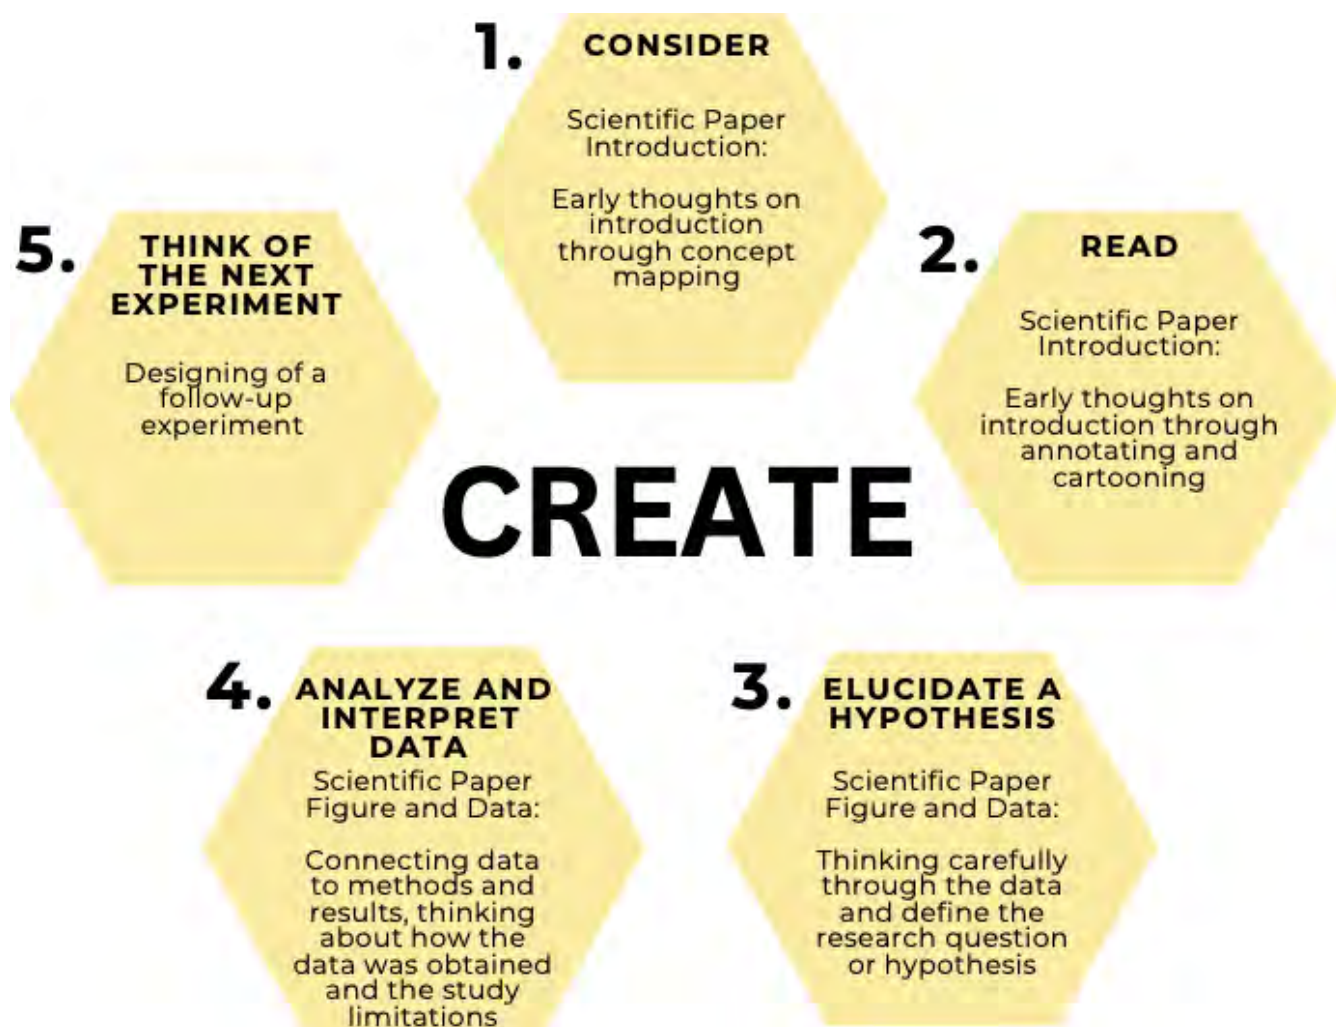 1.
CONSIDER
Scientific Paper
Introduction:
Early thoughts on
introduction
through concept
mapping
2.
READ
Scientific Paper
Introduction:
Early thoughts on
introduction through
annotating and
cartooning
3.
ELUCIDATE A
HYPOTHESIS
Scientific Paper
Figure and Data:
Thinking carefully
through the data
and define the
research question
or hypothesis
4.
ANALYZE AND
INTERPRET
DATA
Scientific Paper
Figure and Data:
Connecting data
to methods and
results, thinking
about how the
data was obtained
and the study
limitations
5.
THINK OF
THE NEXT
EXPERIMENT
Designing of a
follow-up
experiment
CREATE